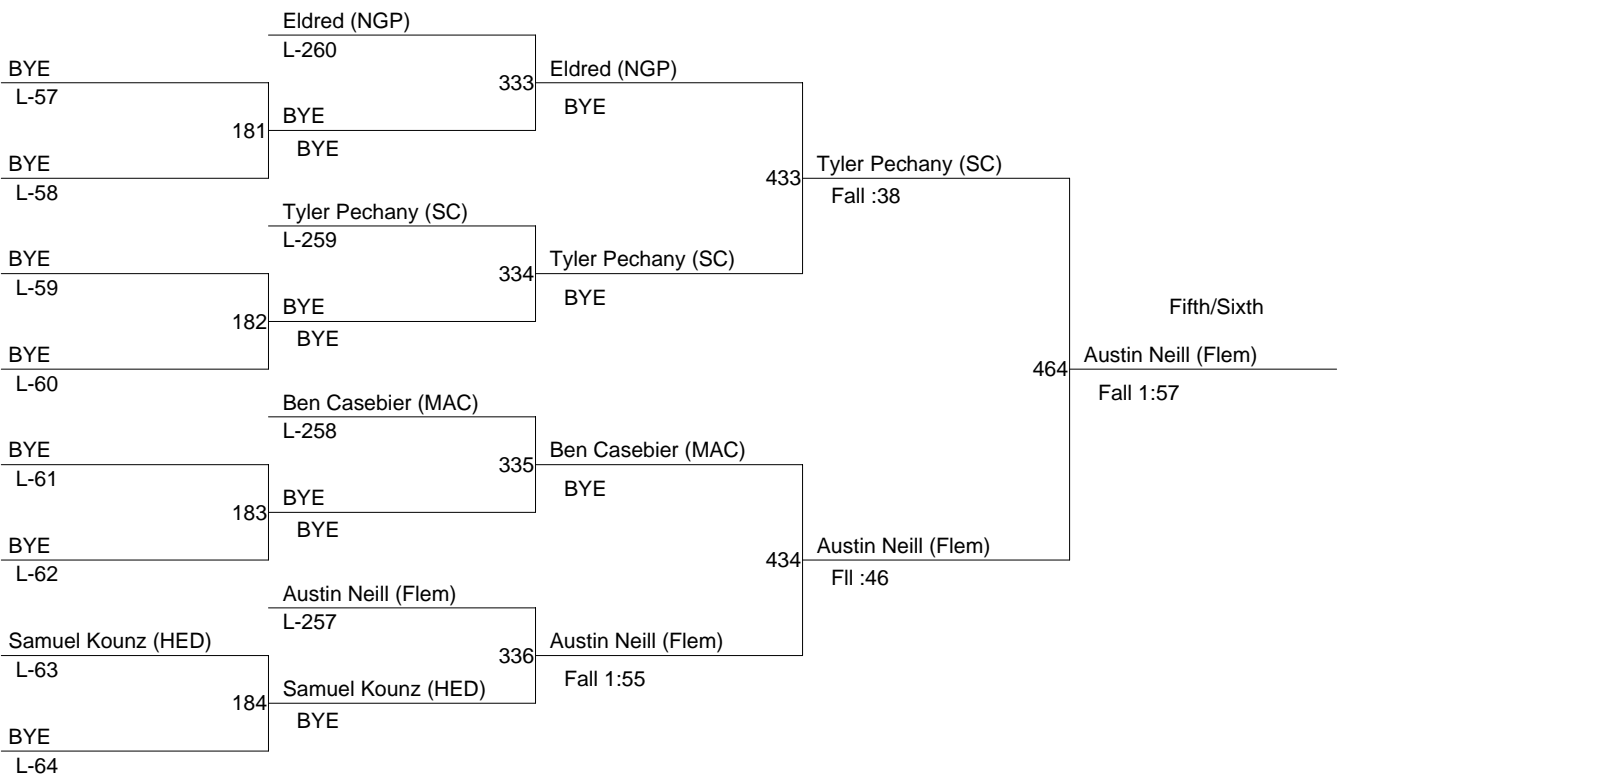 Eldred (NGP)
L-260
BYE
L-57
333
Eldred (NGP)
BYE
181
BYE
BYE
BYE
L-58
433
Tyler Pechany (SC)
Fall :38
Tyler Pechany (SC)
L-259
BYE
L-59
334
Tyler Pechany (SC)
BYE
182
BYE
BYE
Fifth/Sixth
BYE
L-60
464
Austin Neill (Flem)
Fall 1:57
Ben Casebier (MAC)
L-258
BYE
L-61
335
Ben Casebier (MAC)
BYE
183
BYE
BYE
BYE
L-62
434
Austin Neill (Flem)
Fll :46
Austin Neill (Flem)
L-257
Samuel Kounz (HED)
L-63
336
Austin Neill (Flem)
Fall 1:55
184
Samuel Kounz (HED)
BYE
BYE
L-64